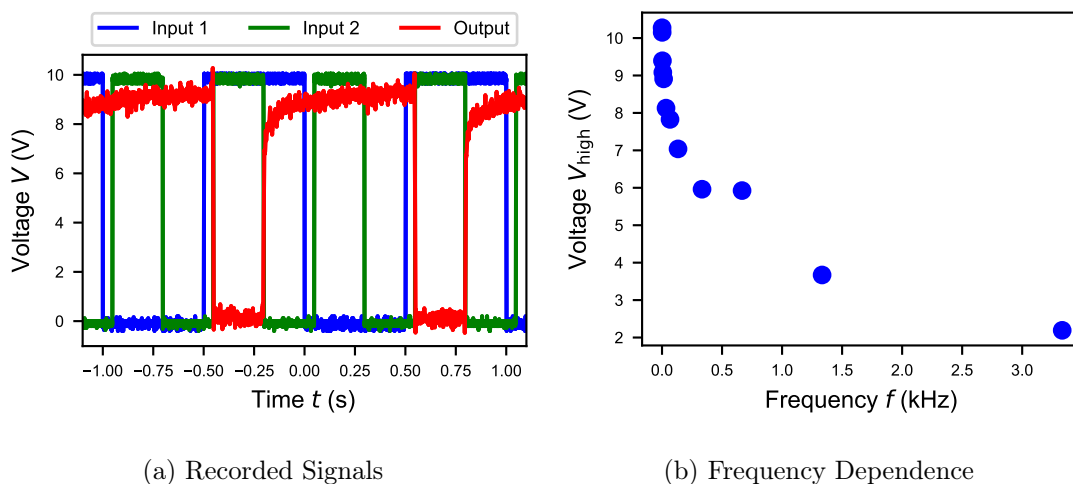 Input 1 Input 2 Output
10
8
6
4
2
0
Voltage V (V)
−1.00 −0.75 −0.50 −0.25 0.00 0.25 0.50 0.75 1.00
Time t (s)
(a) Recorded Signals
10
9
8
7
6
5
4
3
2
Voltage Vhigh (V)
0.0 0.5 1.0 1.5 2.0 2.5 3.0
Frequency f (kHz)
(b) Frequency Dependence